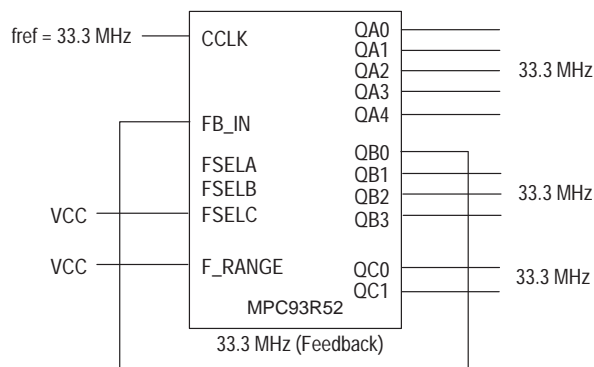 fref = 33.3 MHz
CCLK
QA0
QA1
QA2
QA3
QA4
33.3 MHz
FB_IN
QB0
QB1
QB2
QB3
33.3 MHz
FSELA
FSELB
VCC
FSELC
VCC
F_RANGE
QC0
QC1
33.3 MHz
MPC93R52
33.3 MHz (Feedback)